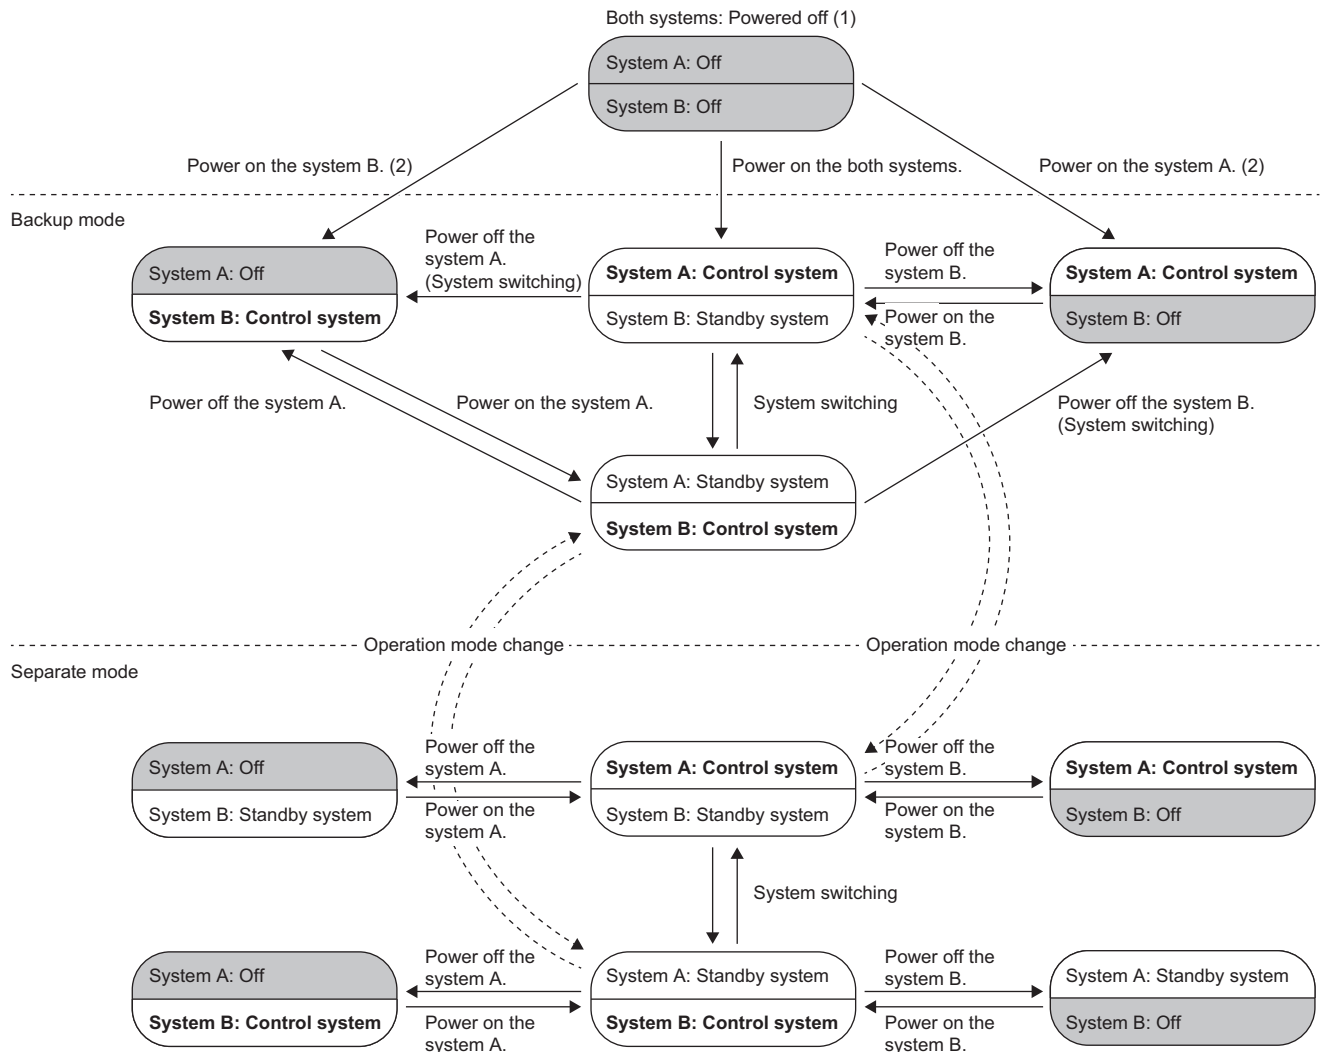 Both systems: Powered off (1)
System A: Off
System B: Off
Power on the system B. (2)
Power on the both systems.
Power on the system A. (2)
Backup mode
System A: Off
System B: Control system
Power off the
system A.
(System switching)
System A: Control system
System B: Standby system
Power off the
system B.
Power on the
system B.
System A: Control system
System B: Off
Power off the system A.
Power on the system A.
System switching
Power off the system B.
(System switching)
System A: Standby system
System B: Control system
Operation mode change
Operation mode change
Separate mode
System A: Off
System B: Standby system
Power off the
system A.
Power on the
system A.
System A: Control system
System B: Standby system
Power off the
system B.
Power on the
system B.
System A: Control system
System B: Off
System switching
System A: Off
System B: Control system
Power off the
system A.
Power on the
system A.
System A: Standby system
System B: Control system
Power off the
system B.
Power on the
system B.
System A: Standby system
System B: Off